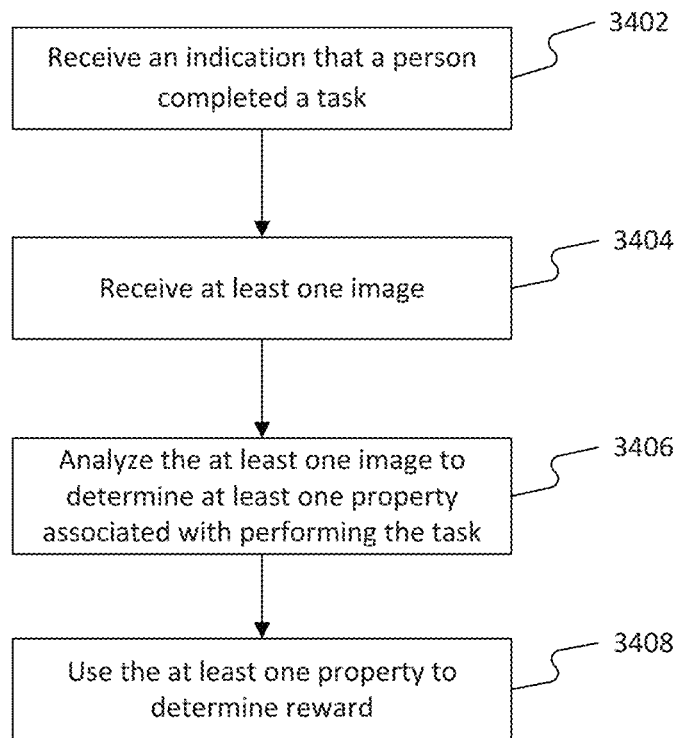 3402
Receive an indication that a person
completed a task
3404
Receive at least one image
3406
Analyze the at least one image to
determine at least one property
associated with performing the task
3408
Use the at least one property to
determine reward